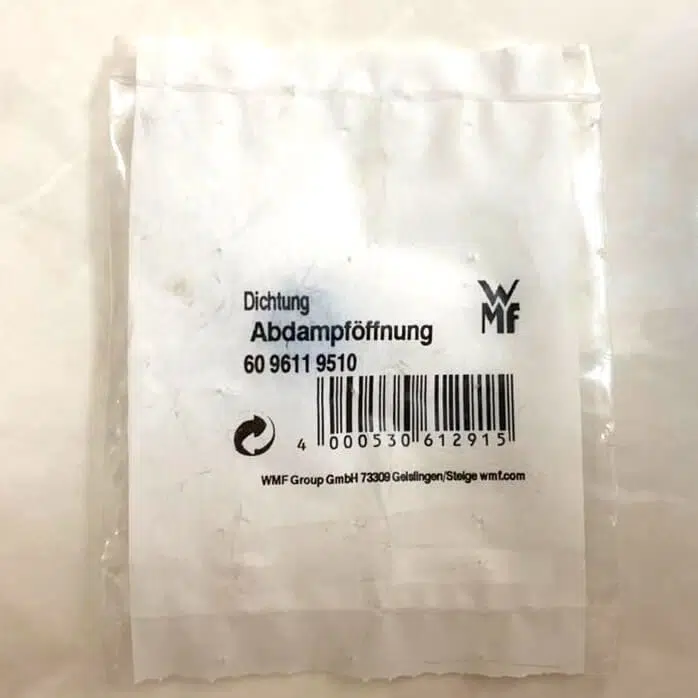 Dichtung
WMF
Abdampföffnung
60 9611 9510
4 000530 612915
WMF Group GmbH 73309 Geislingen/Steige wmf.com